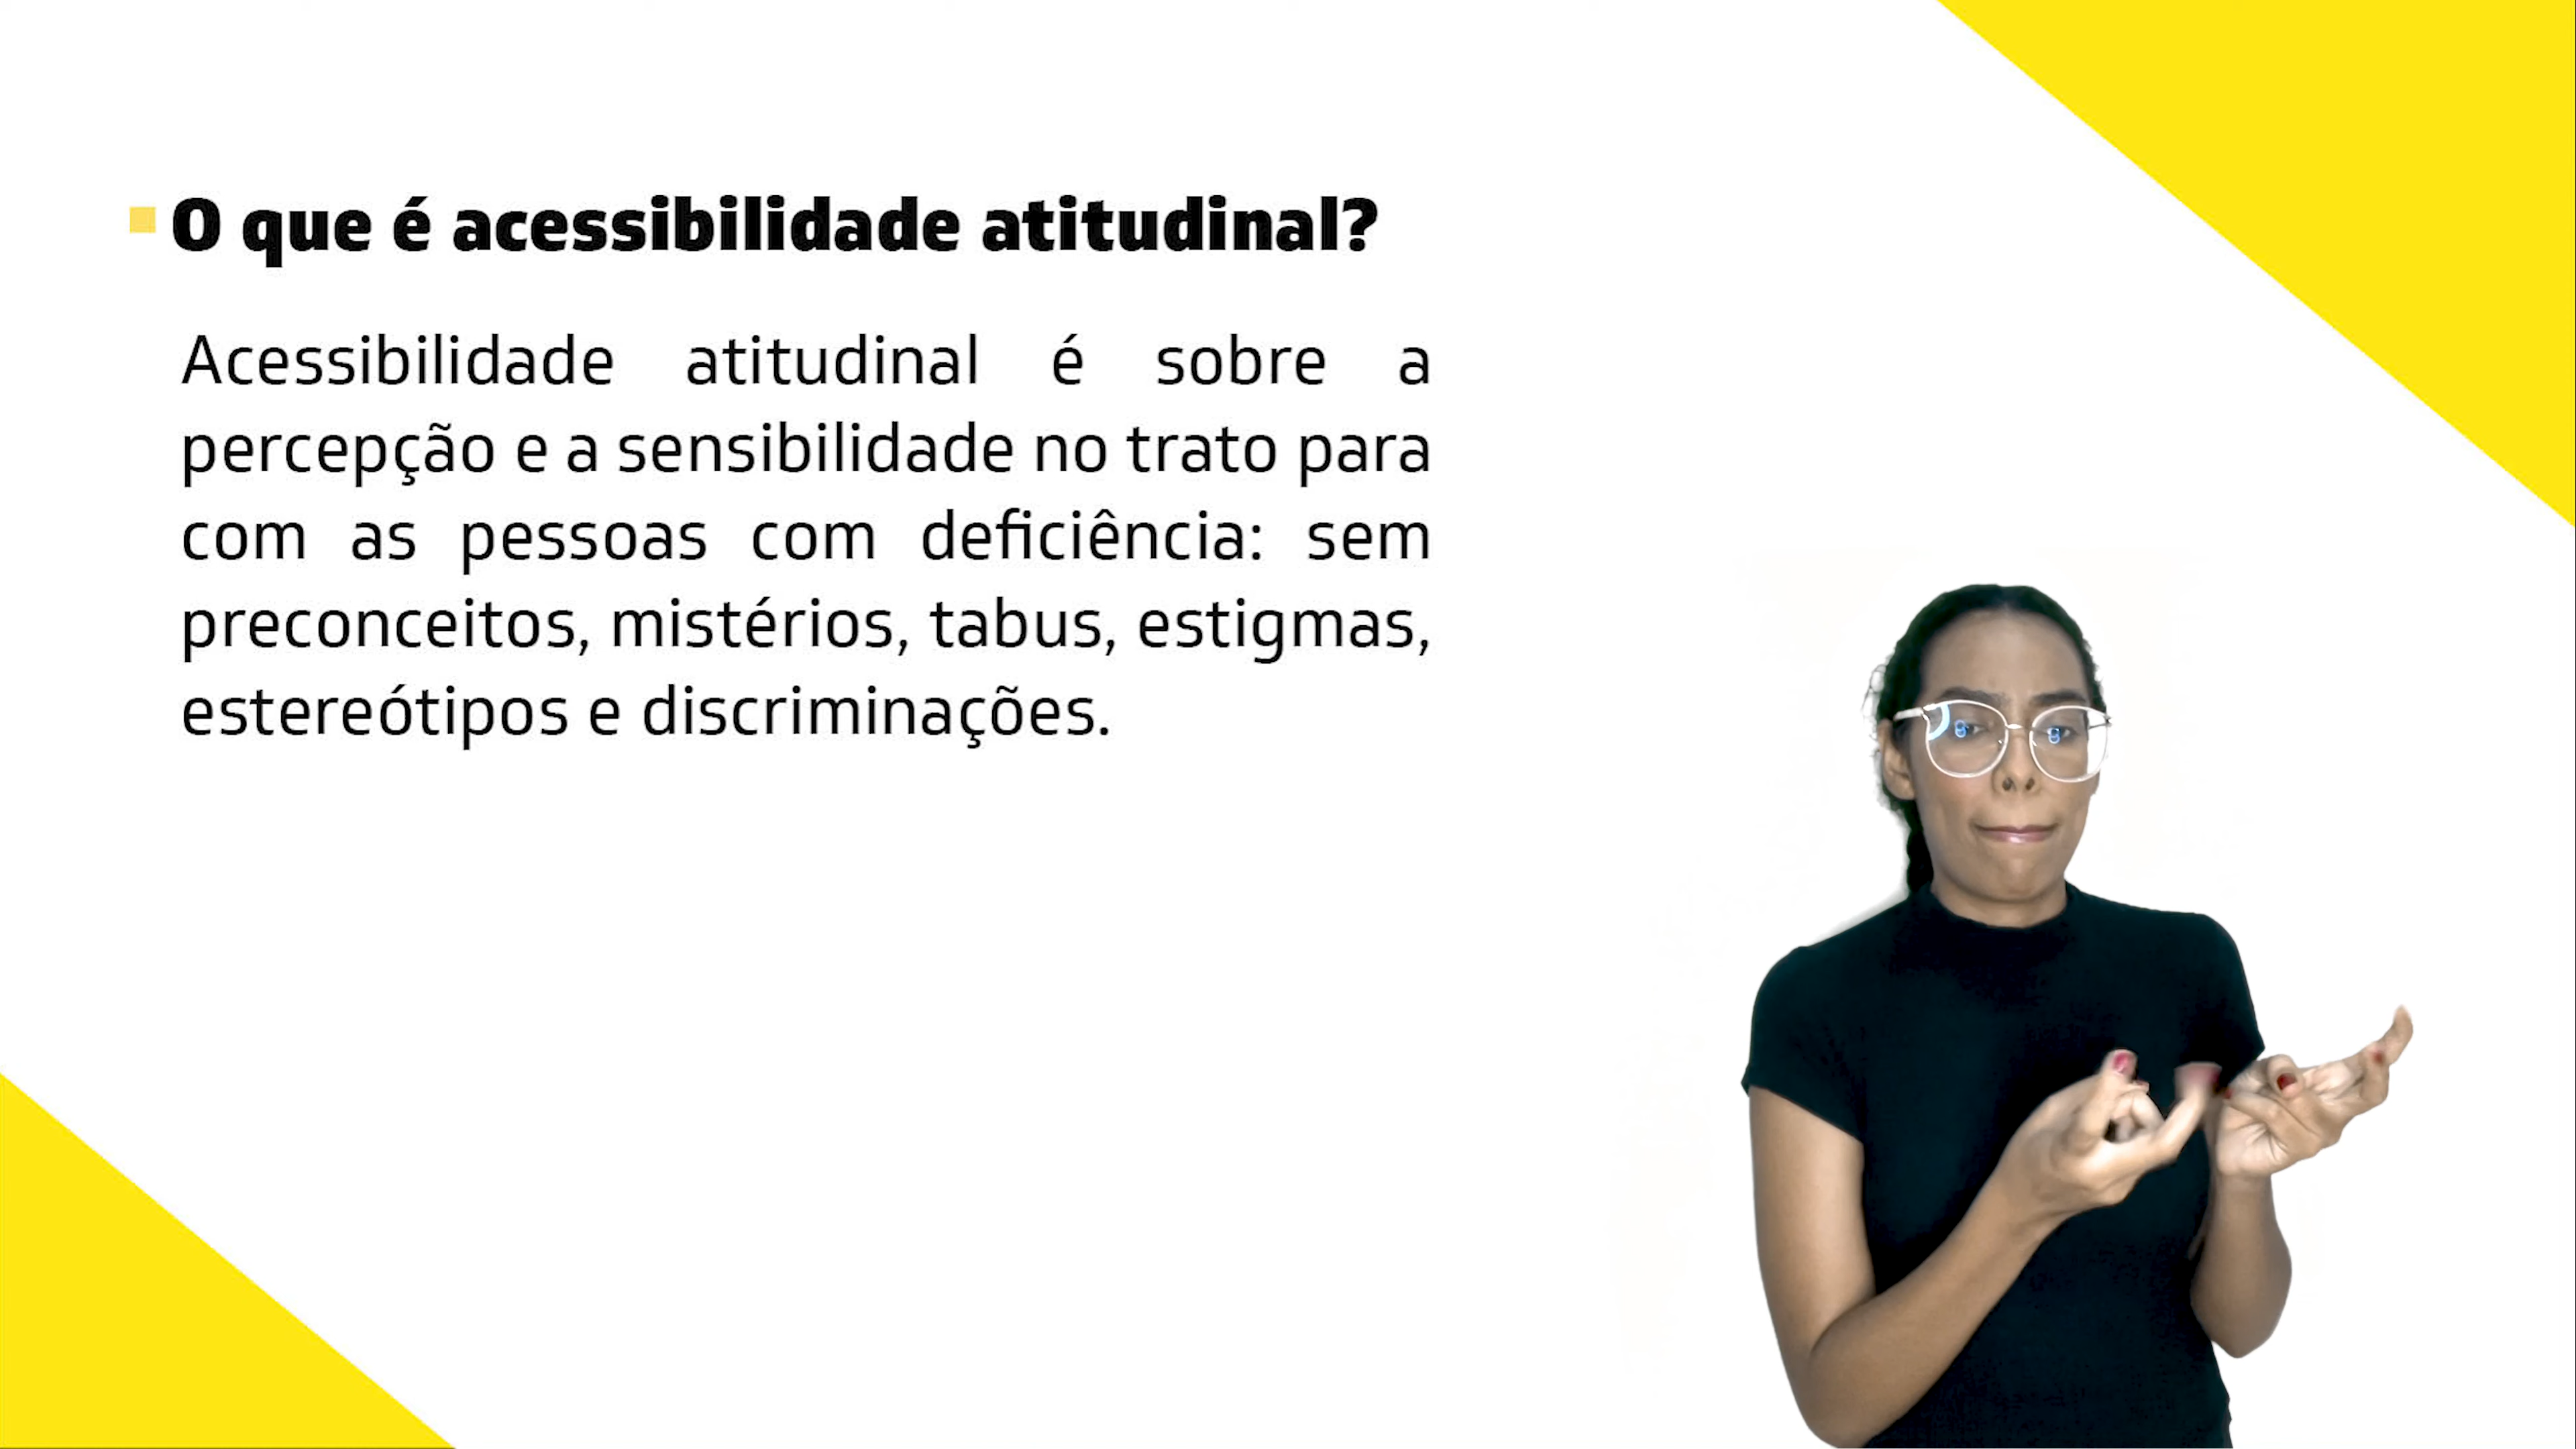 O que é acessibilidade atitudinal?
Acessibilidade atitudinal é sobre a
percepção e a sensibilidade no trato para
com as pessoas com deficiência: sem
preconceitos, mistérios, tabus, estigmas,
estereótipos e discriminações.